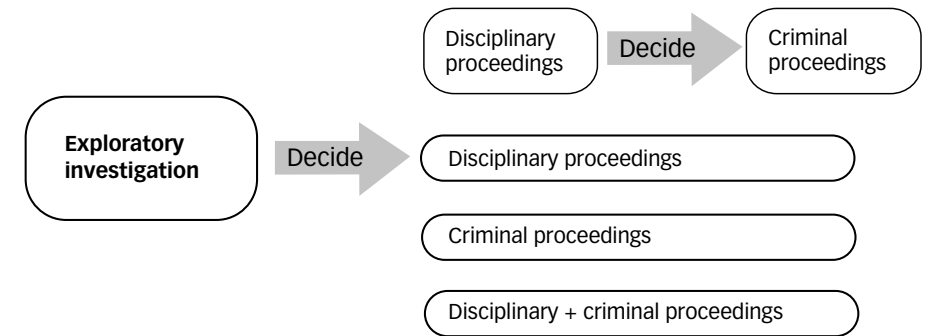 Disciplinary
proceedings
Decide
Criminal
proceedings
Exploratory
investigation
Decide
Disciplinary proceedings
Criminal proceedings
Disciplinary + criminal proceedings